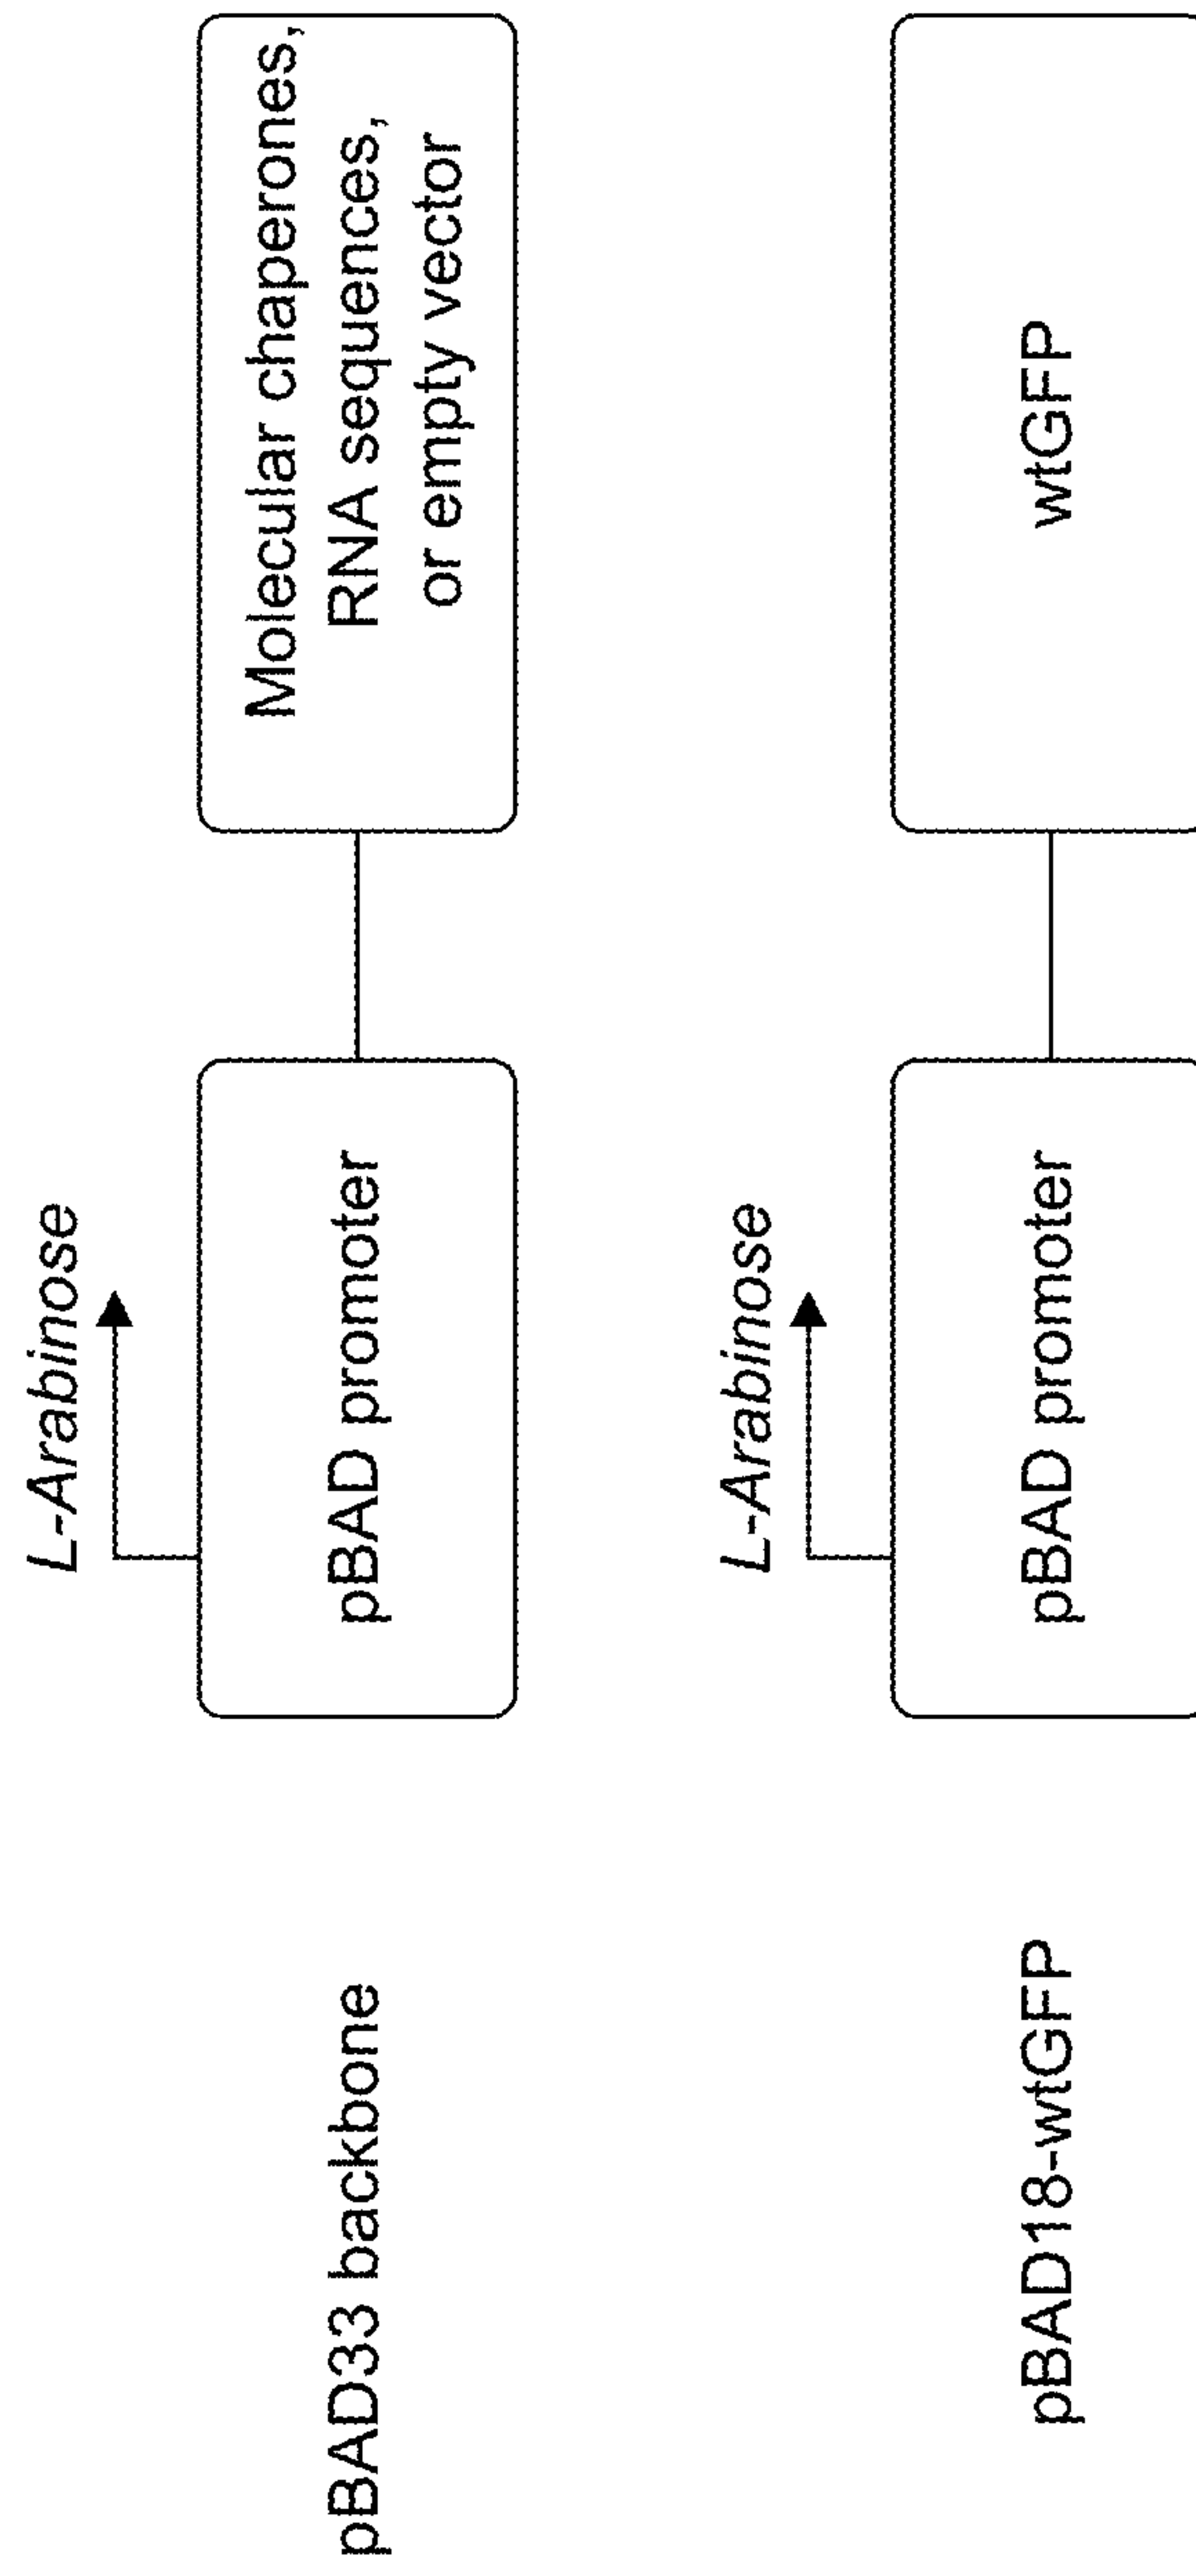 L-Arabinose
pBAD33 backbone
pBAD promoter
Molecular chaperones,
RNA sequences,
or empty vector
L-Arabinose
pBAD18-wtGFP
pBAD promoter
wtGFP